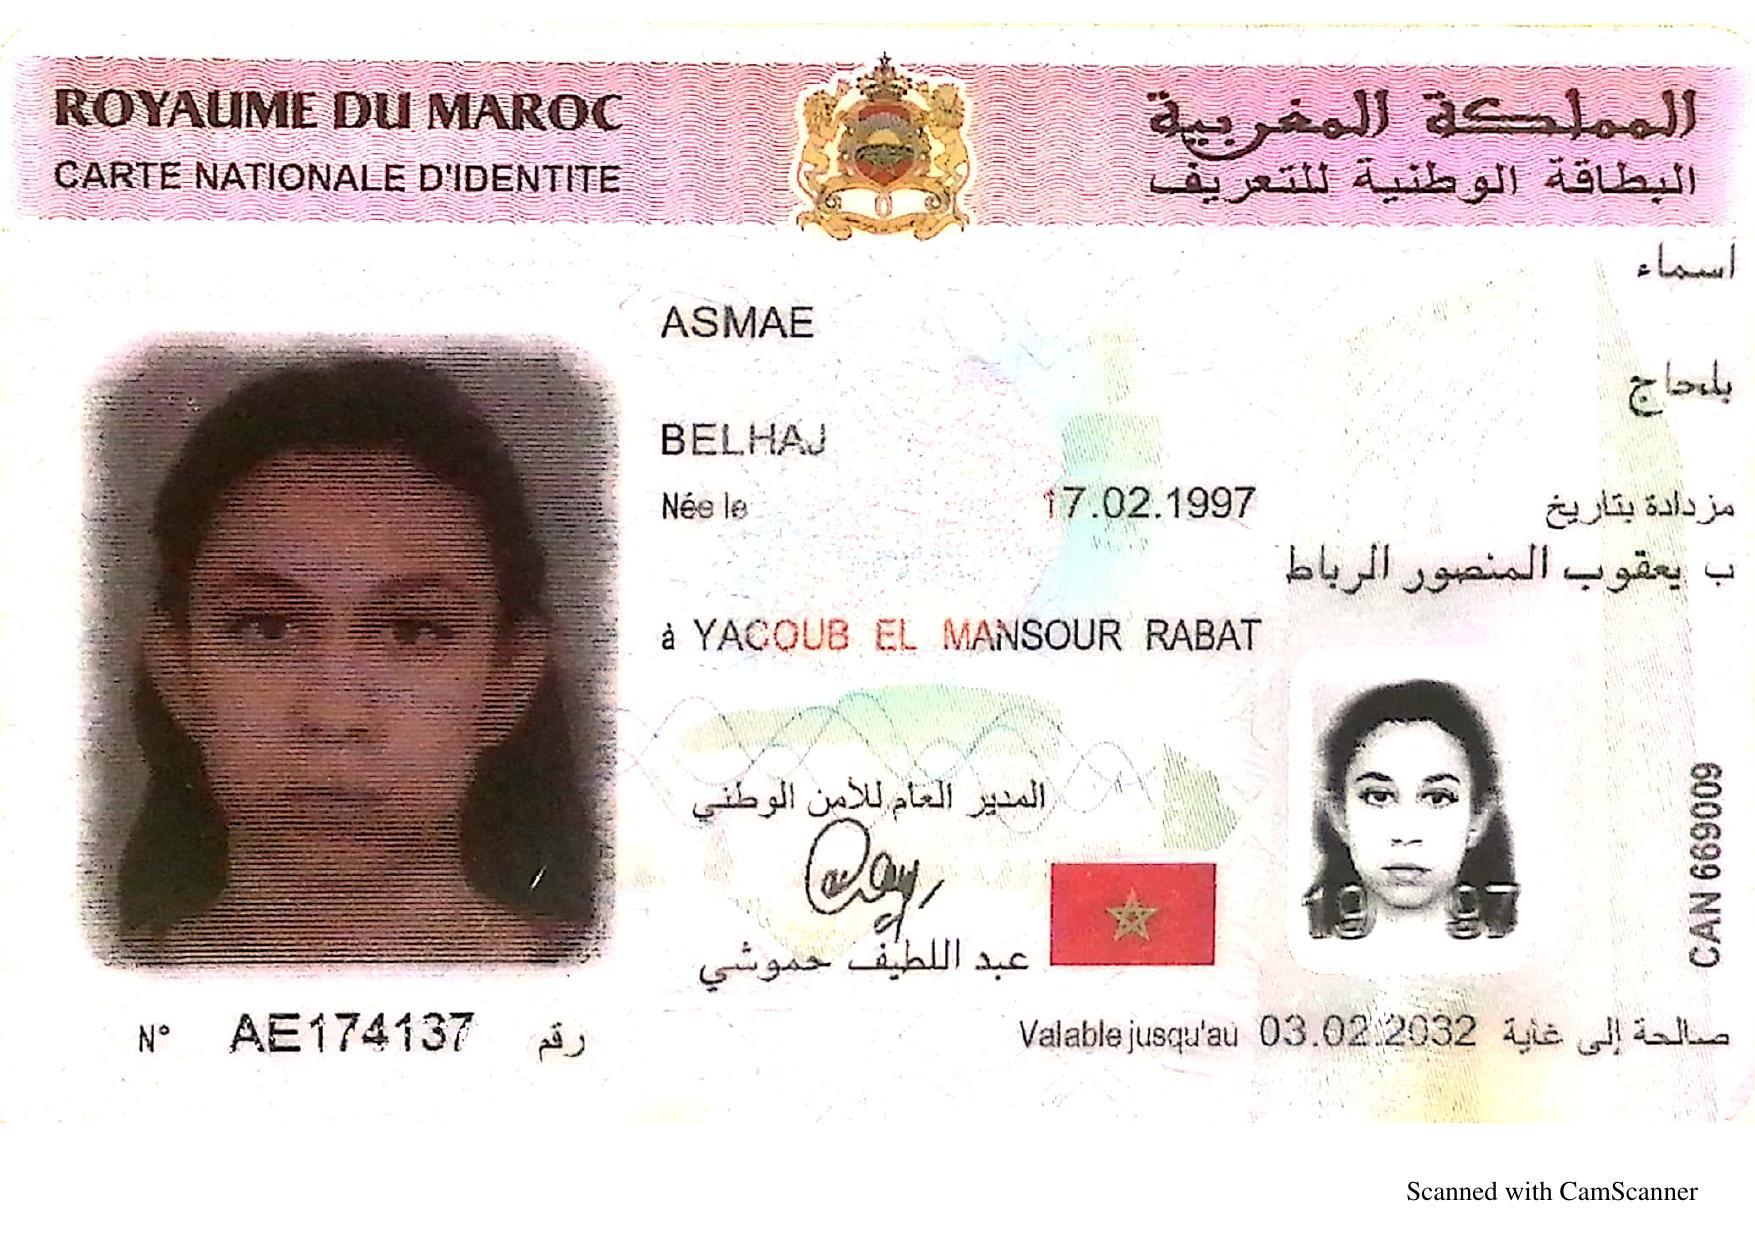 ROYAUME DU MAROC
المملكة المغربية
CARTE NATIONALE D'IDENTITE
البطاقة الوطنية للتعريف
أسماء
ASMAE
بلحاج
BELHAJ
Née le 17.02.1997 مزدادة بتاريخ
ب يعقوب المنصور الرباط
à YACOUB EL MANSOUR RABAT
المدير العام للأمن الوطني
عبد اللطيف حموشي
CAN 669009
N° AE174137 رقم
Valable jusqu'au 03.02.2032 صالحة إلى غاية
Scanned with CamScanner